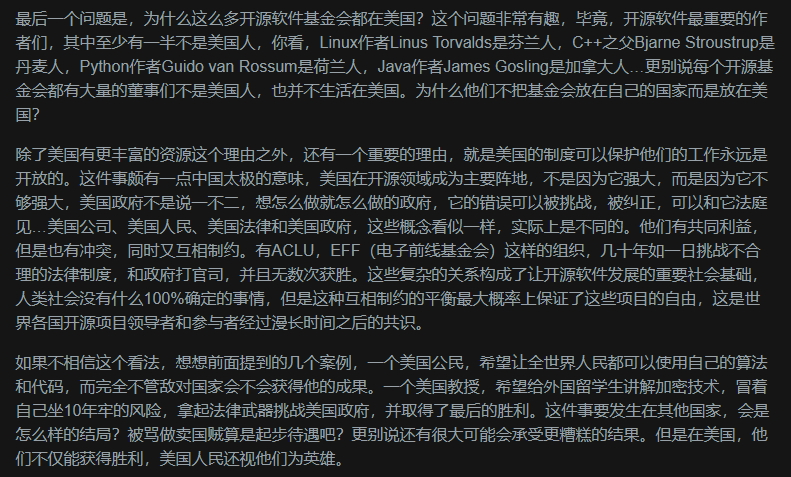 最后一个问题是，为什么这么多开源软件基金会都在美国？这个问题非常有趣，毕竟，开源软件最重要的作
者们，其中至少有一半不是美国人，你看，Linux作者Linus Torvalds是芬兰人，C++之父Bjarne Stroustrup是
丹麦人，Python作者Guido van Rossum是荷兰人，Java作者James Gosling是加拿大人...更别说每个开源基
金会都有大量的董事们不是美国人，也并不生活在美国。为什么他们不把基金会放在自己的国家而是放在美
国？
除了美国有更丰富的资源这个理由之外，还有一个重要的理由，就是美国的制度可以保护他们的工作永远是
开放的。这件事颇有一点中国太极的意味，美国在开源领域成为主要阵地，不是因为它强大，而是因为它不
够强大，美国政府不是说一不二，想怎么做就怎么做的政府，它的错误可以被挑战，被纠正，可以和它法庭
见...美国公司、美国人民、美国法律和美国政府，这些概念看似一样，实际上是不同的。他们有共同利益，
但是也有冲突，同时又互相制约。有ACLU，EFF（电子前线基金会）这样的组织，几十年如一日挑战不合
理的法律制度，和政府打官司，并且无数次获胜。这些复杂的关系构成了让开源软件发展的重要社会基础，
人类社会没有什么100%确定的事情，但是这种互相制约的平衡最大概率上保证了这些项目的自由，这是世
界各国开源项目领导者和参与者经过漫长时间之后的共识。
如果不相信这个看法，想想前面提到的几个案例，一个美国公民，希望让全世界人民都可以使用自己的算法
和代码，而完全不管敌对国家会不会获得他的成果。一个美国教授，希望给外国留学生讲解加密技术，冒着
自己坐10年牢的风险，拿起法律武器挑战美国政府，并取得了最后的胜利。这件事要发生在其他国家，会是
怎么样的结局？被骂做卖国贼算是起步待遇吧？更别说还有很大可能会承受更糟糕的结果。但是在美国，他
们不仅能获得胜利，美国人民还视他们为英雄。